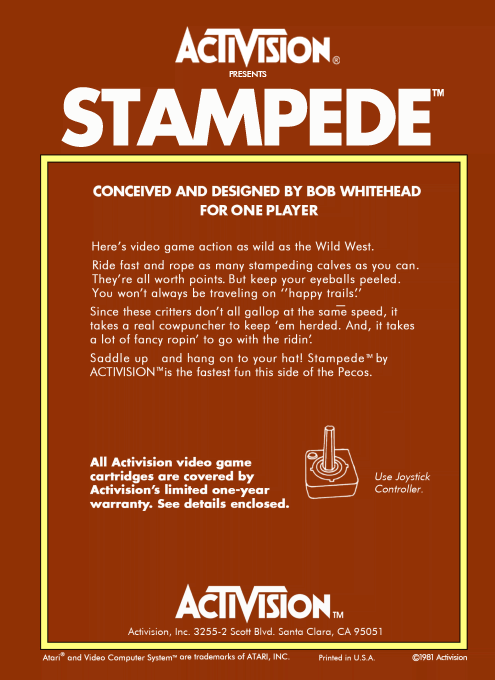 ACTIVISION®
PRESENTS
STAMPEDE™
CONCEIVED AND DESIGNED BY BOB WHITEHEAD
FOR ONE PLAYER
Here's video game action as wild as the Wild West.
Ride fast and rope as many stampeding calves as you can.
They're all worth points. But keep your eyeballs peeled.
You won't always be traveling on "happy trails."
Since these critters don't all gallop at the same speed, it
takes a real cowpuncher to keep 'em herded. And, it takes
a lot of fancy ropin' to go with the ridin'.
Saddle up and hang on to your hat! Stampede™ by
ACTIVISION™ is the fastest fun this side of the Pecos.
All Activision video game
cartridges are covered by
Activision's limited one-year
warranty. See details enclosed.
Use Joystick
Controller.
ACTIVISION™
Activision, Inc. 3255-2 Scott Blvd. Santa Clara, CA 95051
Atari® and Video Computer System™ are trademarks of ATARI, INC. Printed in U.S.A. ©1981 Activision